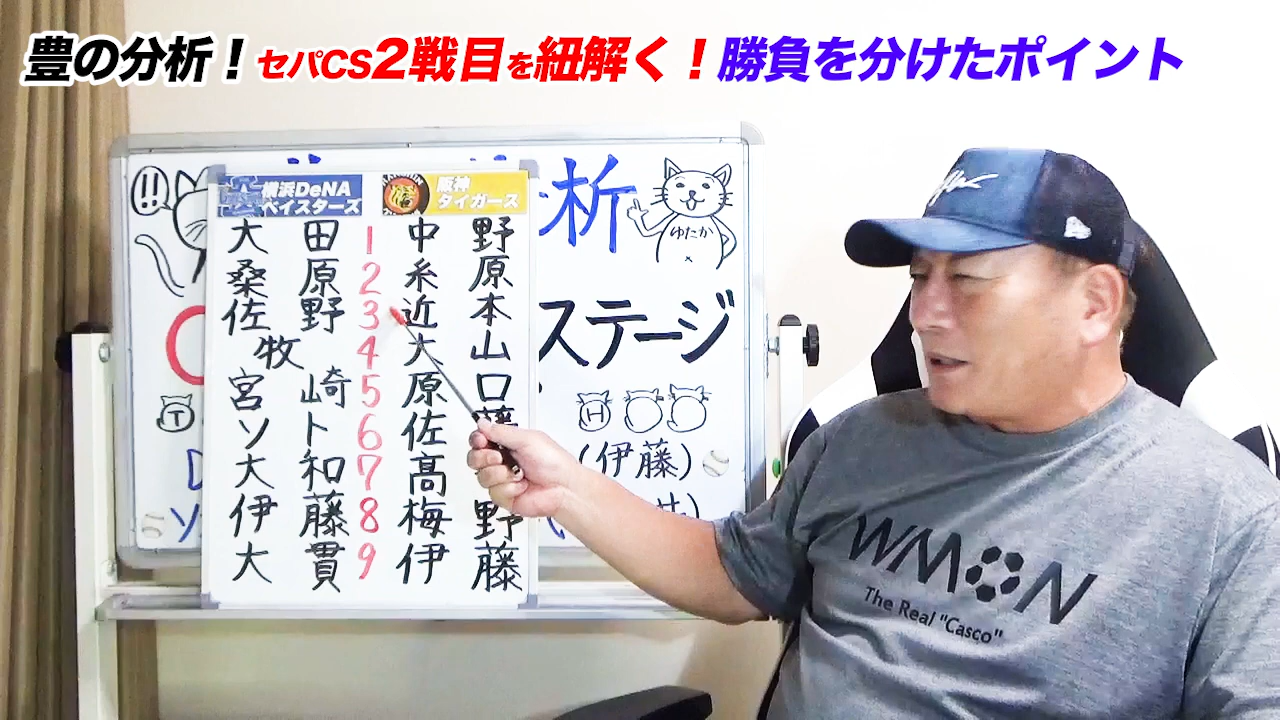 豊の分析！セパCS2戦目を紐解く！勝負を分けたポイント
析
!!
ゆたか
横浜DeNA
ベイスターズ
阪神
タイガース
大田 1 中野
桑原 2 糸原
佐野 3 近本
牧 4 大山
宮崎 5 原口
ソト 6 佐藤
大和 7 高
伊藤 8 梅野
大貫 9 伊藤
ステージ
T
H
(伊藤)
WMON
The Real "Casco"